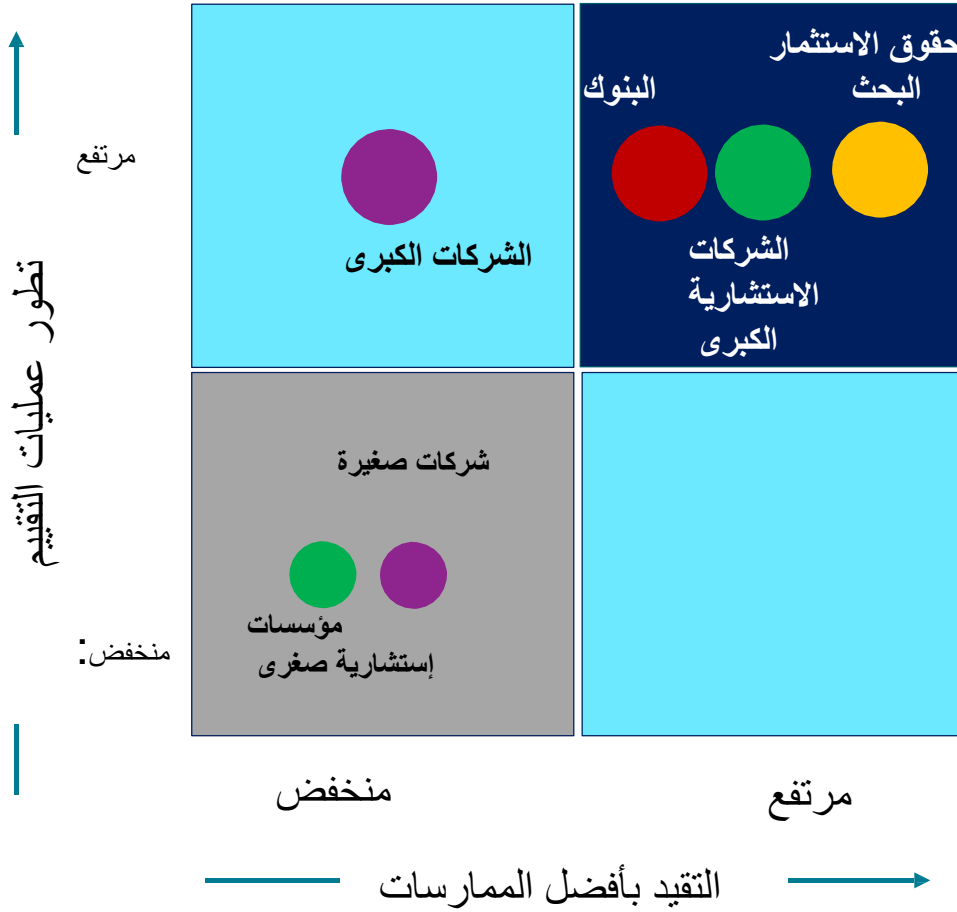 حقوق الاستثمار
البحث
البنوك
مرتفع
الشركات الكبرى
الشركات
الاستشارية
الكبرى
تطور عمليات التقييم
شركات صغيرة
مؤسسات
إستشارية صغرى
منخفض:
منخفض
مرتفع
التقيد بأفضل الممارسات